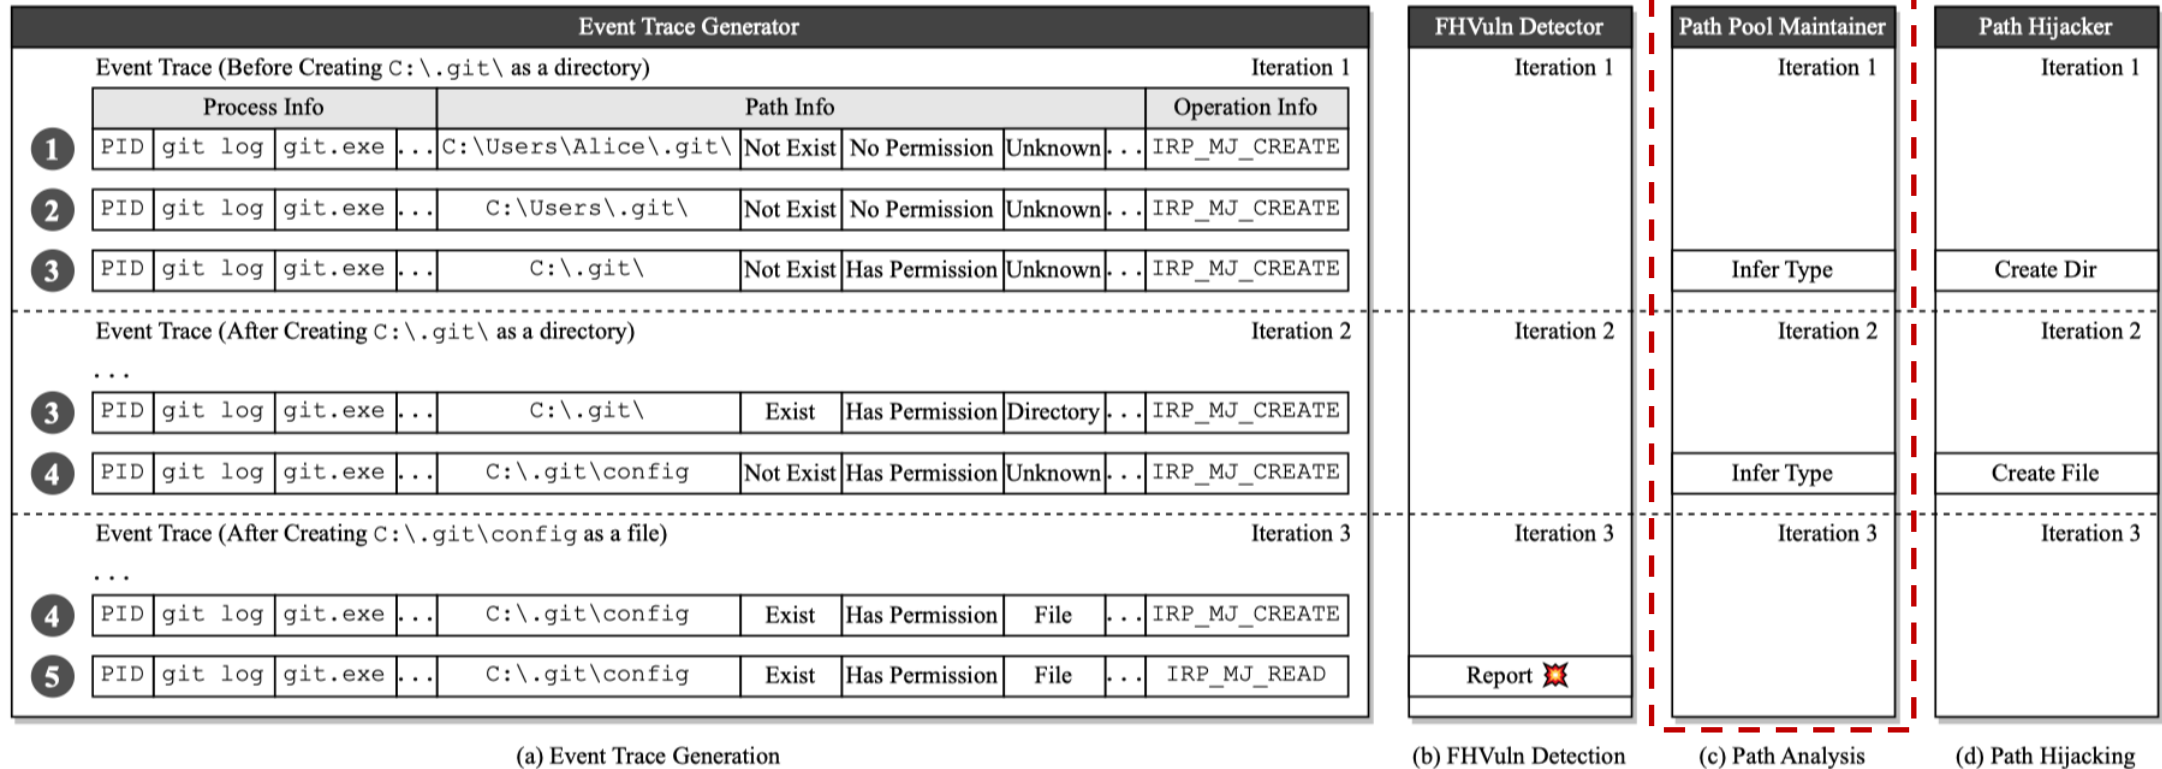 Event Trace Generator
Event Trace (Before Creating C:\.git\ as a directory) Iteration 1
Process Info Path Info Operation Info
1 PID git log git.exe ... C:\Users\Alice\.git\ Not Exist No Permission Unknown ... IRP_MJ_CREATE
2 PID git log git.exe ... C:\Users\.git\ Not Exist No Permission Unknown ... IRP_MJ_CREATE
3 PID git log git.exe ... C:\.git\ Not Exist Has Permission Unknown ... IRP_MJ_CREATE
Event Trace (After Creating C:\.git\ as a directory) Iteration 2
...
3 PID git log git.exe ... C:\.git\ Exist Has Permission Directory ... IRP_MJ_CREATE
4 PID git log git.exe ... C:\.git\config Not Exist Has Permission Unknown ... IRP_MJ_CREATE
Event Trace (After Creating C:\.git\config as a file) Iteration 3
...
4 PID git log git.exe ... C:\.git\config Exist Has Permission File ... IRP_MJ_CREATE
5 PID git log git.exe ... C:\.git\config Exist Has Permission File ... IRP_MJ_READ
(a) Event Trace Generation
FHVuln Detector
Iteration 1
Iteration 2
Iteration 3
Report
(b) FHVuln Detection
Path Pool Maintainer
Iteration 1
Infer Type
Iteration 2
Infer Type
Iteration 3
(c) Path Analysis
Path Hijacker
Iteration 1
Create Dir
Iteration 2
Create File
Iteration 3
(d) Path Hijacking